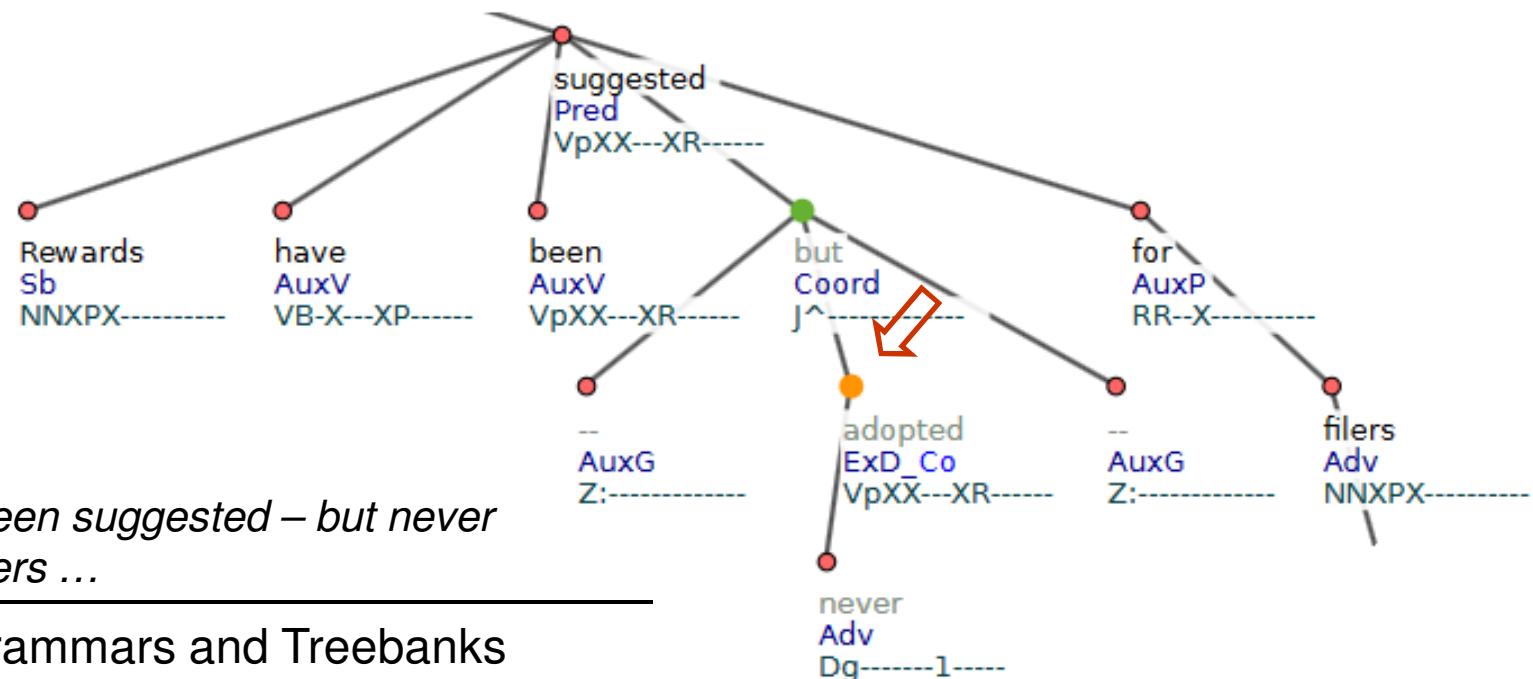 suggested
Pred
VpXX---XR------
Rewards
Sb
NNXPX----------
have
AuxV
VB-X---XP------
been
AuxV
VpXX---XR------
but
Coord
J^-------------
for
AuxP
RR--X----------
--
AuxG
Z:-------------
adopted
ExD_Co
VpXX---XR------
--
AuxG
Z:-------------
filers
Adv
NNXPX----------
never
Adv
Dg-------1-----
een suggested – but never
ers …
rammars and Treebanks